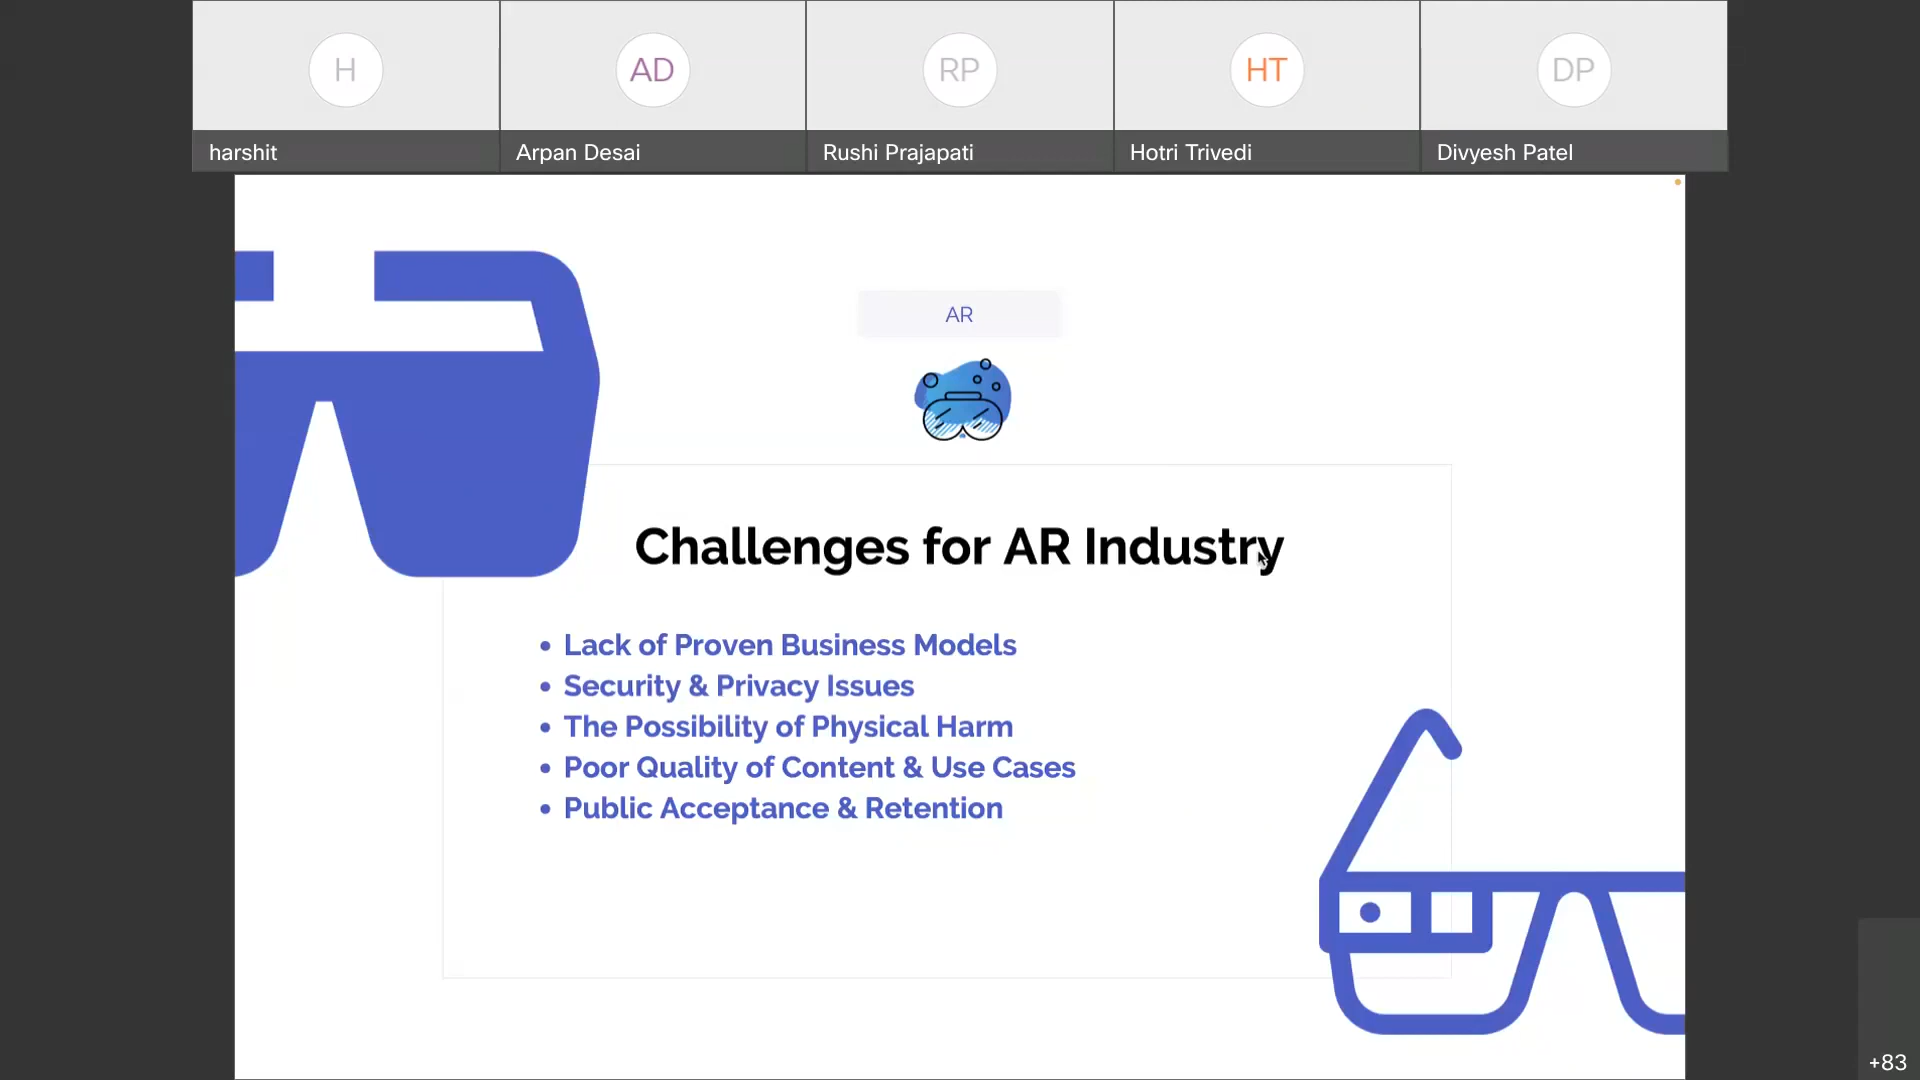 H
AD
RP
HT
DP
harshit
Arpan Desai
Rushi Prajapati
Hotri Trivedi
Divyesh Patel
AR
Challenges for AR Industry
• Lack of Proven Business Models
• Security & Privacy Issues
• The Possibility of Physical Harm
• Poor Quality of Content & Use Cases
• Public Acceptance & Retention
+83